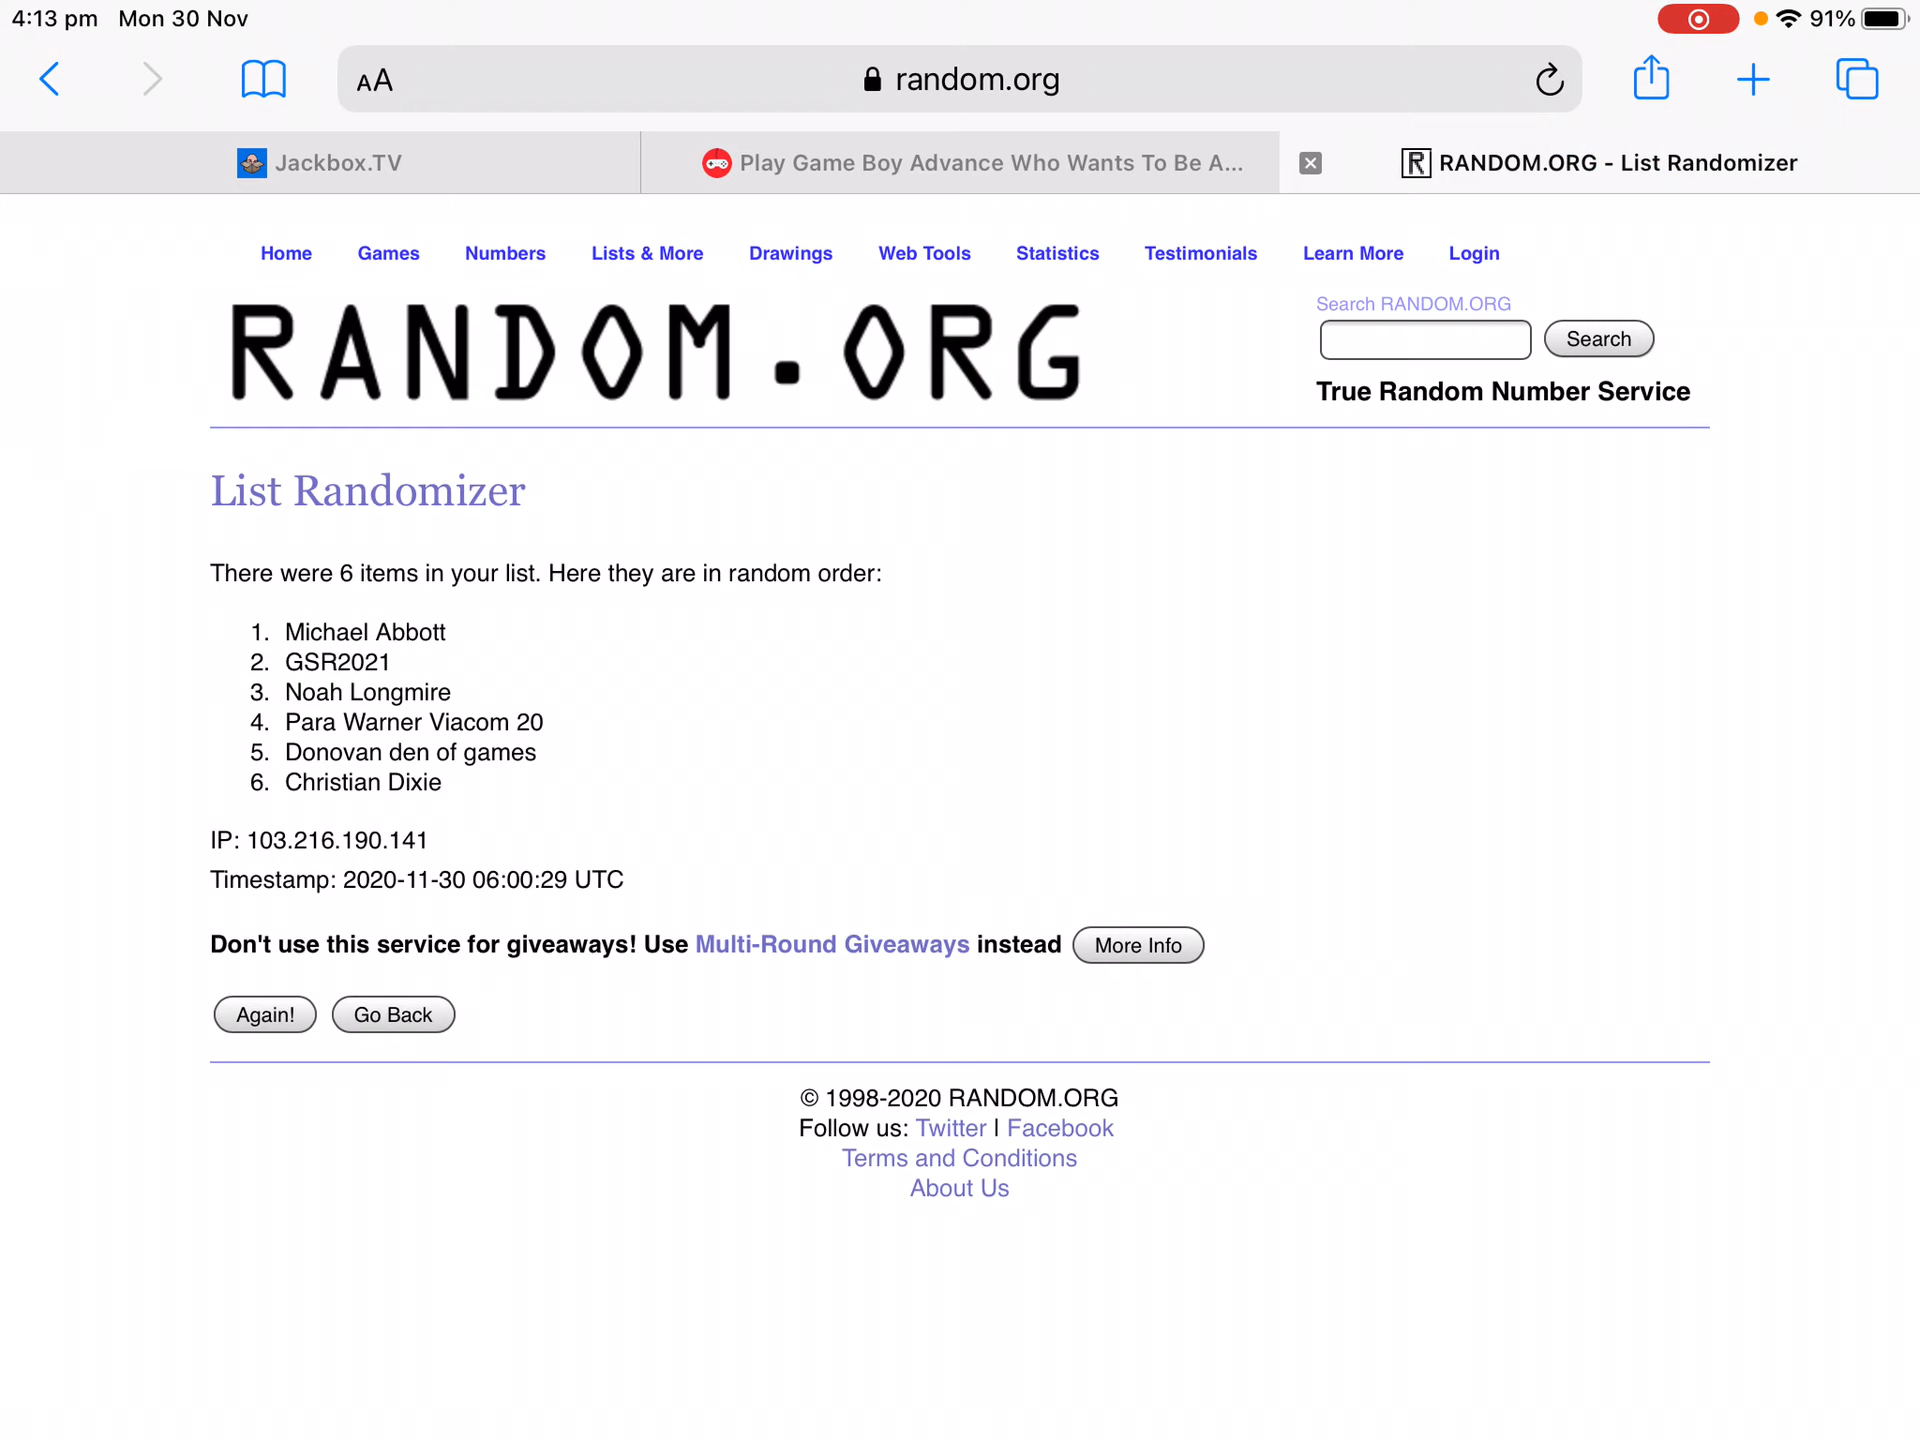 4:13 pm Mon 30 Nov 91%
AA random.org
Jackbox.TV Play Game Boy Advance Who Wants To Be A... RANDOM.ORG - List Randomizer
Home Games Numbers Lists & More Drawings Web Tools Statistics Testimonials Learn More Login
RANDOM.ORG
Search RANDOM.ORG
Search
True Random Number Service
List Randomizer
There were 6 items in your list. Here they are in random order:
1. Michael Abbott
2. GSR2021
3. Noah Longmire
4. Para Warner Viacom 20
5. Donovan den of games
6. Christian Dixie
IP: 103.216.190.141
Timestamp: 2020-11-30 06:00:29 UTC
Don't use this service for giveaways! Use Multi-Round Giveaways instead More Info
Again! Go Back
© 1998-2020 RANDOM.ORG
Follow us: Twitter | Facebook
Terms and Conditions
About Us